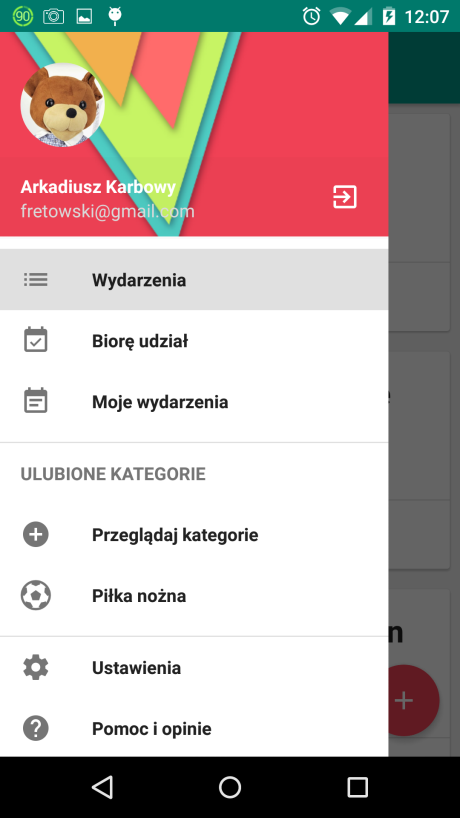 90 12:07
Arkadiusz Karbowy
fretowski@gmail.com
Wydarzenia
Biorę udział
Moje wydarzenia
ULUBIONE KATEGORIE
Przeglądaj kategorie
Piłka nożna
n
Ustawienia
Pomoc i opinie